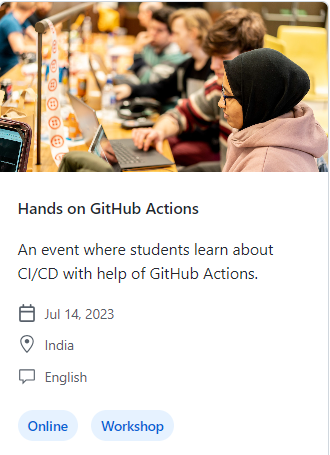 Hands on GitHub Actions
An event where students learn about
CI/CD with help of GitHub Actions.
Jul 14, 2023
India
English
Online
Workshop